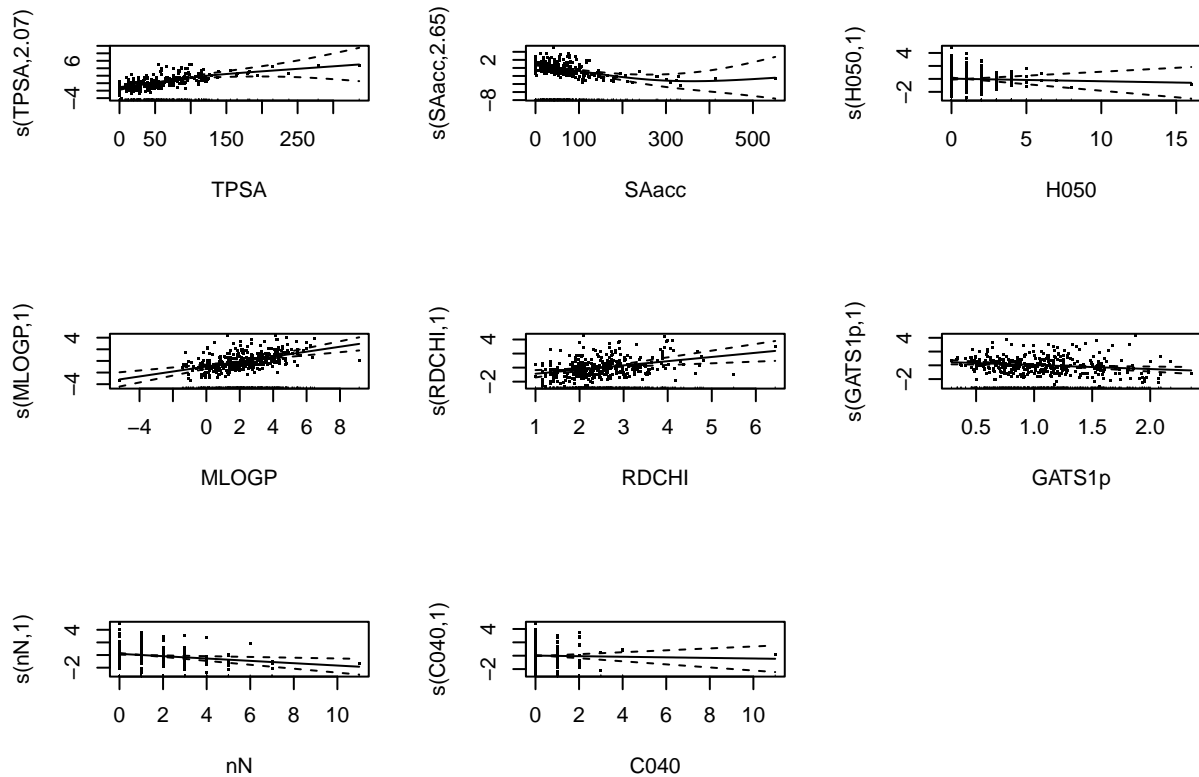 s(TPSA,2.07)
6
−4
0 50 150 250
TPSA
s(SAacc,2.65)
2
−8
0 100 300 500
SAacc
s(H050,1)
4
−2
0 5 10 15
H050
s(MLOGP,1)
4
−4
−4 0 2 4 6 8
MLOGP
s(RDCHI,1)
4
−2
1 2 3 4 5 6
RDCHI
s(GATS1p,1)
4
−2
0.5 1.0 1.5 2.0
GATS1p
s(nN,1)
4
−2
0 2 4 6 8 10
nN
s(C040,1)
4
−2
0 2 4 6 8 10
C040